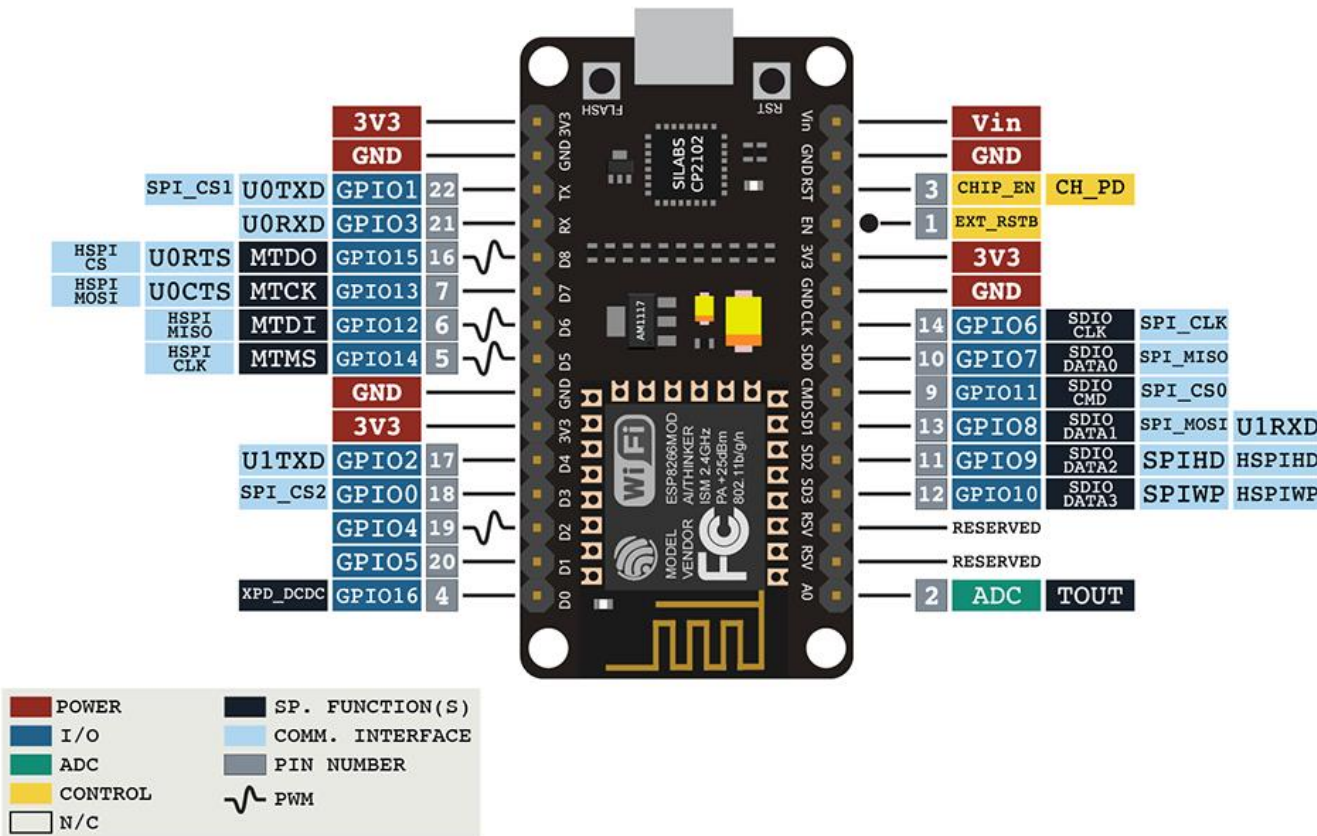 FLASH
RST
SILABS
CP2102
AM1117
3V3
GND
SPI_CS1 U0TXD GPIO1 22
U0RXD GPIO3 21
HSPI CS U0RTS MTDO GPIO15 16
HSPI MOSI U0CTS MTCK GPIO13 7
HSPI MISO MTDI GPIO12 6
HSPI CLK MTMS GPIO14 5
GND
3V3
U1TXD GPIO2 17
SPI_CS2 GPIO0 18
GPIO4 19
GPIO5 20
XPD_DCDC GPIO16 4
3V3
GND
TX
RX
D8
D7
D6
D5
GND
3V3
D4
D3
D2
D1
D0
Vin
GND
RST
EN
3V3
GND
CLK
SD0
CMD
SD1
SD2
SD3
RSV
RSV
A0
WiFi
ESP8266MOD
AI/THINKER
ISM 2.4GHz
PA +25dBm
802.11b/g/n
MODEL
VENDOR
FC
Vin
GND
3 CHIP_EN CH_PD
1 EXT_RSTB
3V3
GND
14 GPIO6 SDIO CLK SPI_CLK
10 GPIO7 SDIO DATA0 SPI_MISO
9 GPIO11 SDIO CMD SPI_CS0
13 GPIO8 SDIO DATA1 SPI_MOSI U1RXD
11 GPIO9 SDIO DATA2 SPIHD HSPIHD
12 GPIO10 SDIO DATA3 SPIWP HSPIWP
RESERVED
RESERVED
2 ADC TOUT
POWER
I/O
ADC
CONTROL
N/C
SP. FUNCTION(S)
COMM. INTERFACE
PIN NUMBER
PWM